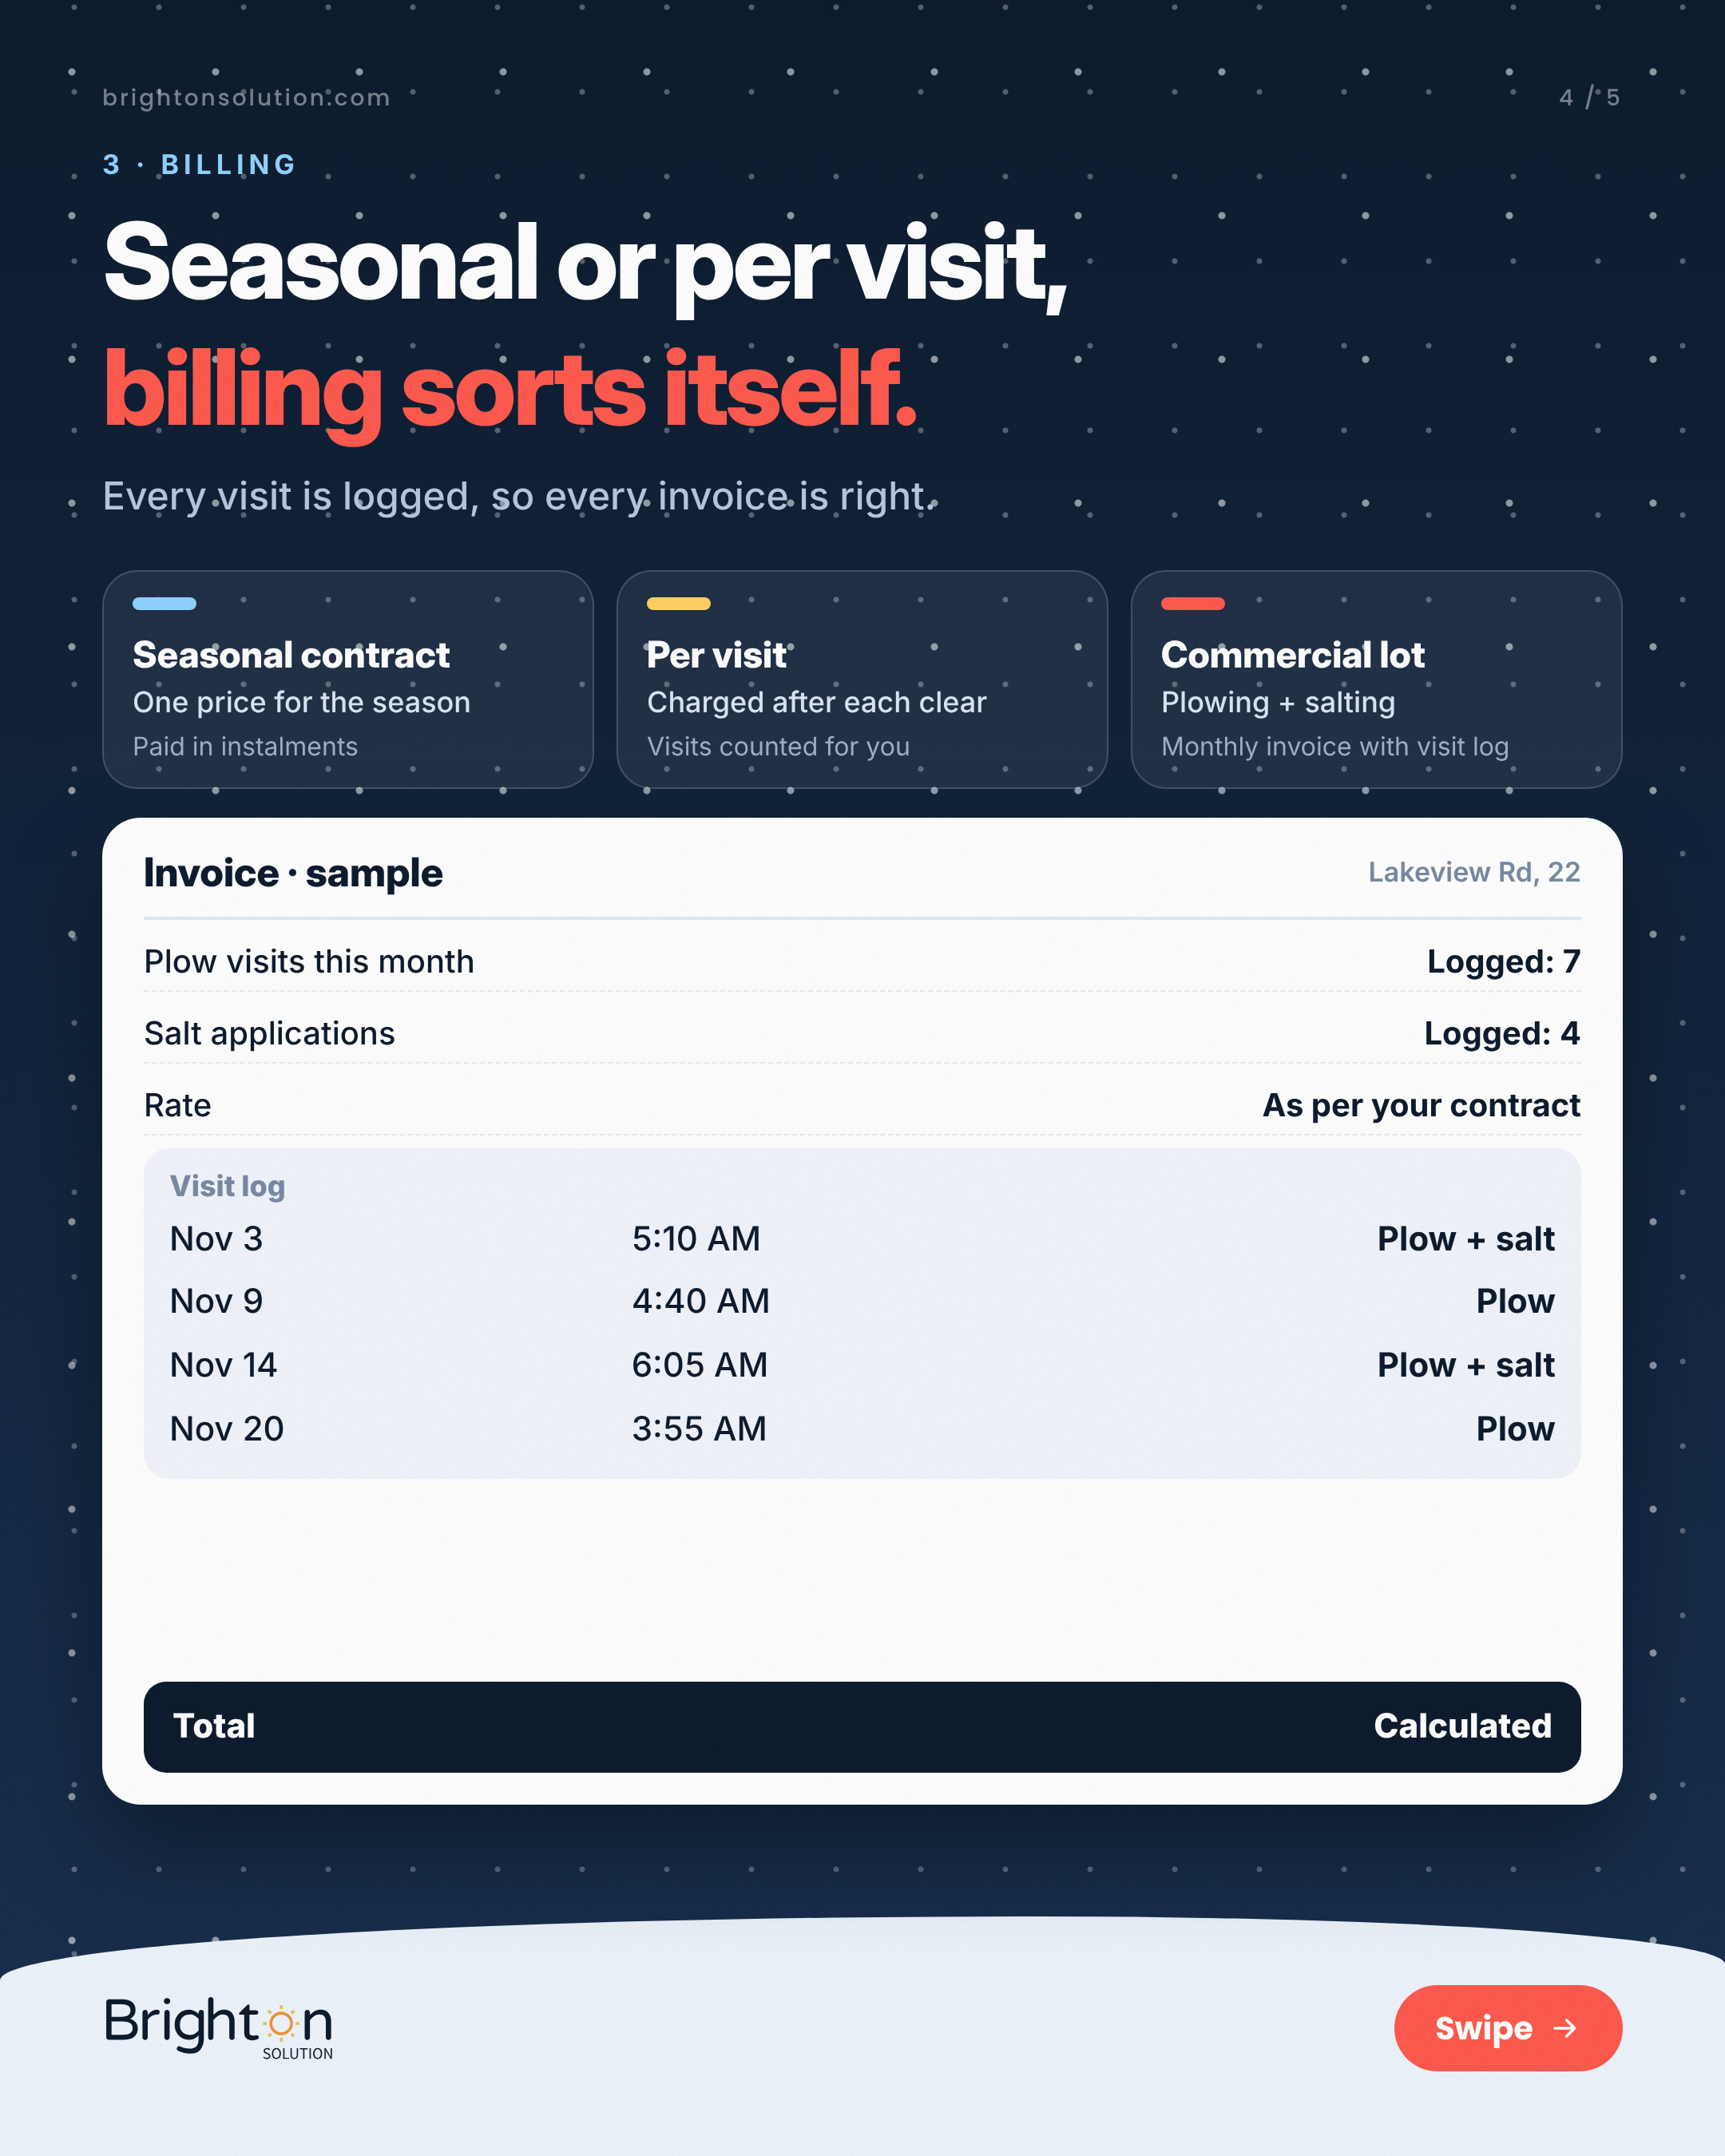 brightonsolution.com
4 / 5
3 · BILLING
Seasonal or per visit,
billing sorts itself.
Every visit is logged, so every invoice is right.
Seasonal contract
One price for the season
Paid in instalments
Per visit
Charged after each clear
Visits counted for you
Commercial lot
Plowing + salting
Monthly invoice with visit log
Invoice · sample
Lakeview Rd, 22
Plow visits this month
Logged: 7
Salt applications
Logged: 4
Rate
As per your contract
Visit log
Nov 3 5:10 AM Plow + salt
Nov 9 4:40 AM Plow
Nov 14 6:05 AM Plow + salt
Nov 20 3:55 AM Plow
Total
Calculated
Brighton
SOLUTION
Swipe →